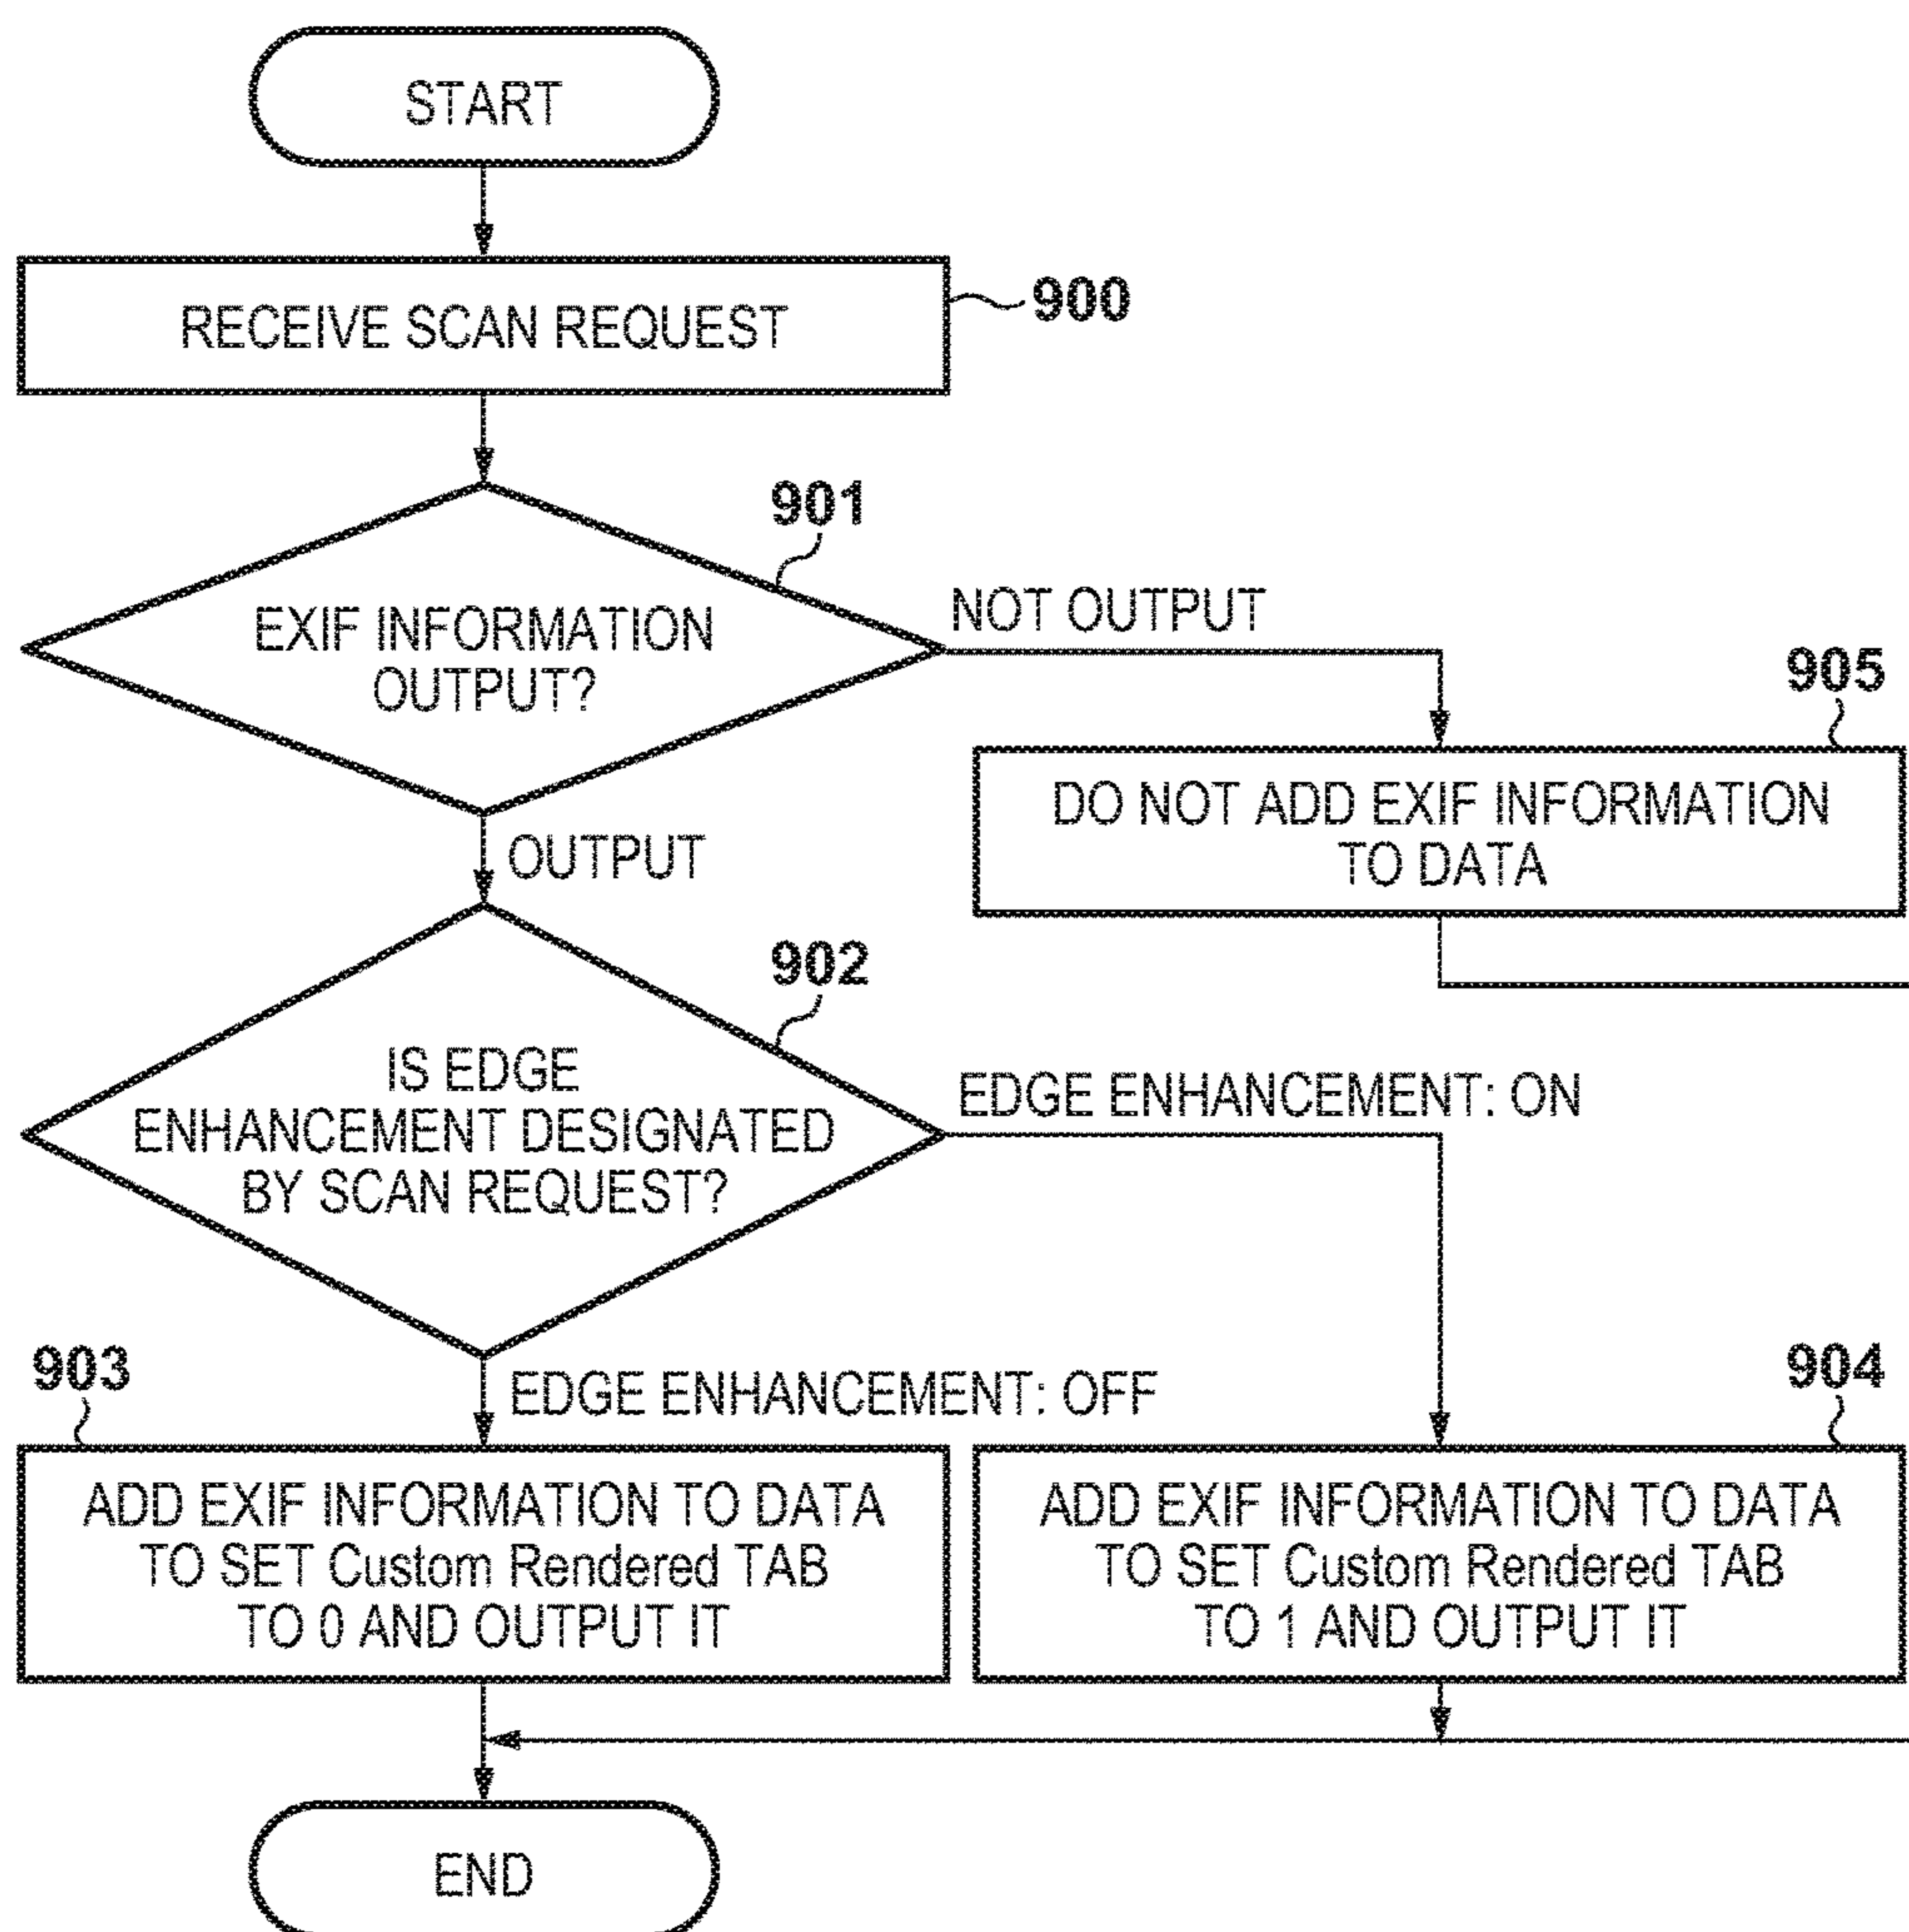 START
RECEIVE SCAN REQUEST
900
901
EXIF INFORMATION
OUTPUT?
NOT OUTPUT
905
DO NOT ADD EXIF INFORMATION
TO DATA
OUTPUT
902
IS EDGE
ENHANCEMENT DESIGNATED
BY SCAN REQUEST?
EDGE ENHANCEMENT: ON
903
EDGE ENHANCEMENT: OFF
904
ADD EXIF INFORMATION TO DATA
TO SET Custom Rendered TAB
TO 0 AND OUTPUT IT
ADD EXIF INFORMATION TO DATA
TO SET Custom Rendered TAB
TO 1 AND OUTPUT IT
END